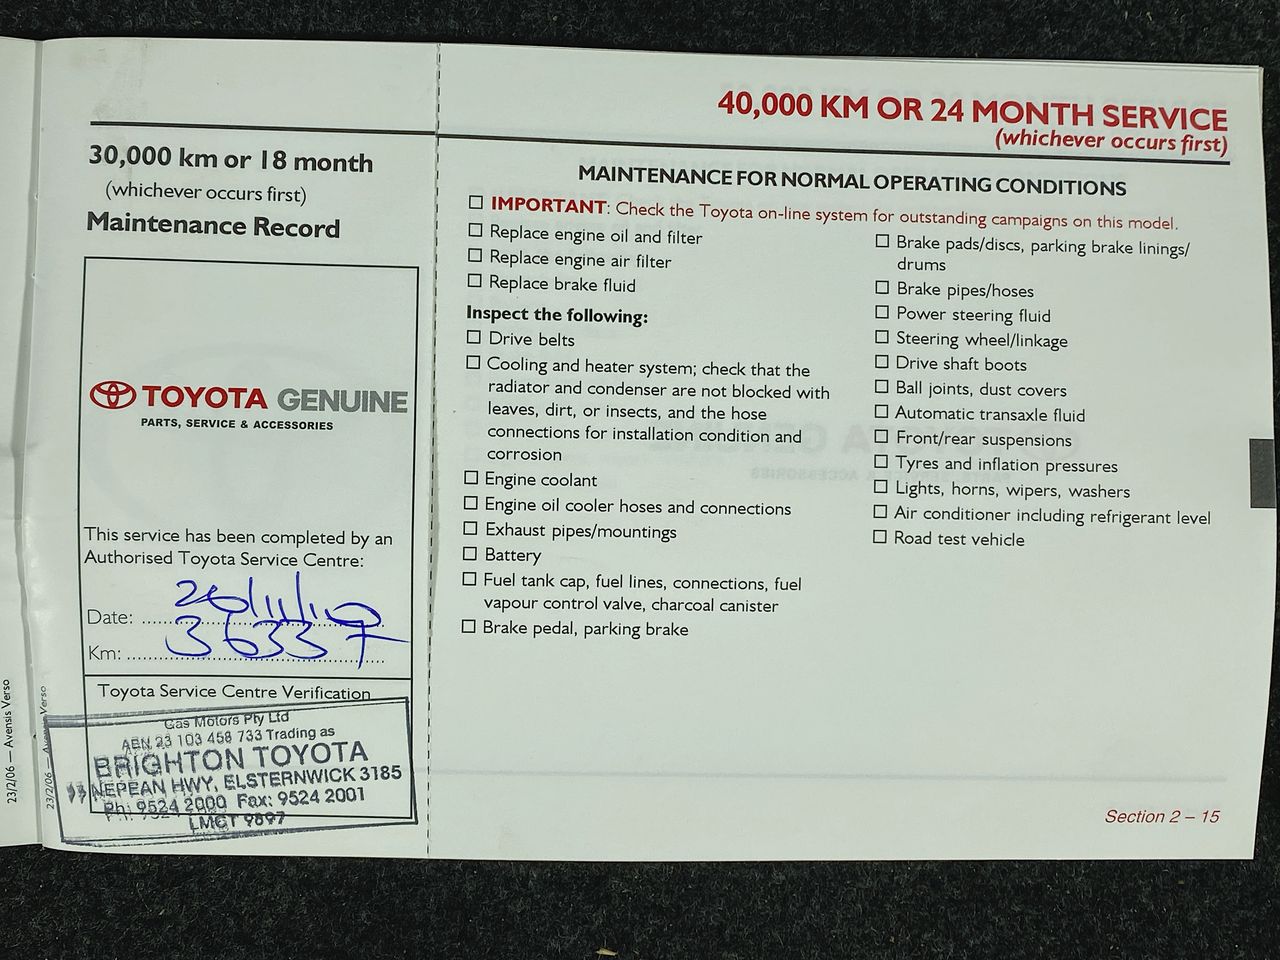 30,000 km or 18 month
(whichever occurs first)
Maintenance Record
TOYOTA GENUINE
PARTS, SERVICE & ACCESSORIES
This service has been completed by an
Authorised Toyota Service Centre:
Date:
Km: 36337
Toyota Service Centre Verification
Gas Motors Pty Ltd
ABN 23 103 458 733 Trading as
BRIGHTON TOYOTA
NEPEAN HWY, ELSTERNWICK 3185
Ph: 9524 2000 Fax: 9524 2001
LMCT 9897
23/2/06 — Avensis Verso
23/2/06 — Avensis Verso
40,000 KM OR 24 MONTH SERVICE
(whichever occurs first)
MAINTENANCE FOR NORMAL OPERATING CONDITIONS
IMPORTANT: Check the Toyota on-line system for outstanding campaigns on this model.
Replace engine oil and filter
Replace engine air filter
Replace brake fluid
Inspect the following:
Drive belts
Cooling and heater system; check that the
radiator and condenser are not blocked with
leaves, dirt, or insects, and the hose
connections for installation condition and
corrosion
Engine coolant
Engine oil cooler hoses and connections
Exhaust pipes/mountings
Battery
Fuel tank cap, fuel lines, connections, fuel
vapour control valve, charcoal canister
Brake pedal, parking brake
Brake pads/discs, parking brake linings/
drums
Brake pipes/hoses
Power steering fluid
Steering wheel/linkage
Drive shaft boots
Ball joints, dust covers
Automatic transaxle fluid
Front/rear suspensions
Tyres and inflation pressures
Lights, horns, wipers, washers
Air conditioner including refrigerant level
Road test vehicle
Section 2 – 15